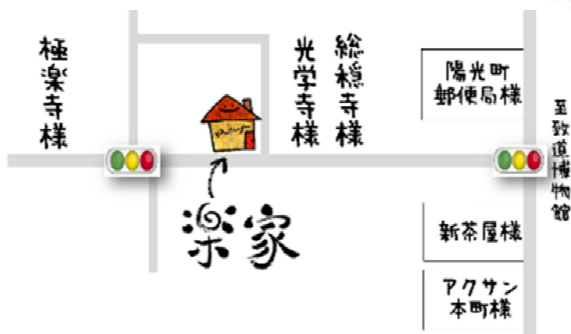 極楽寺様
光学寺様
総穏寺様
陽光町
郵便局様
至致道博物館
楽家
新茶屋様
アクサン
本町様